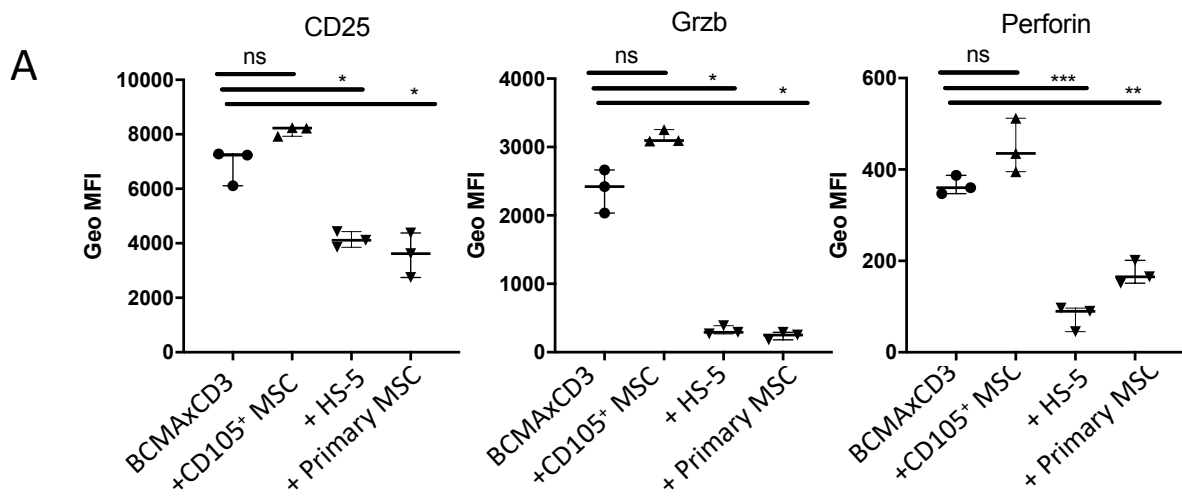 A
CD25
ns
*
*
Geo MFI
10000
8000
6000
4000
2000
0
BCMAxCD3
+CD105⁺ MSC
+ HS-5
+ Primary MSC
Grzb
ns
*
*
Geo MFI
4000
3000
2000
1000
0
BCMAxCD3
+CD105⁺ MSC
+ HS-5
+ Primary MSC
Perforin
ns
***
**
Geo MFI
600
400
200
0
BCMAxCD3
+CD105⁺ MSC
+ HS-5
+ Primary MSC